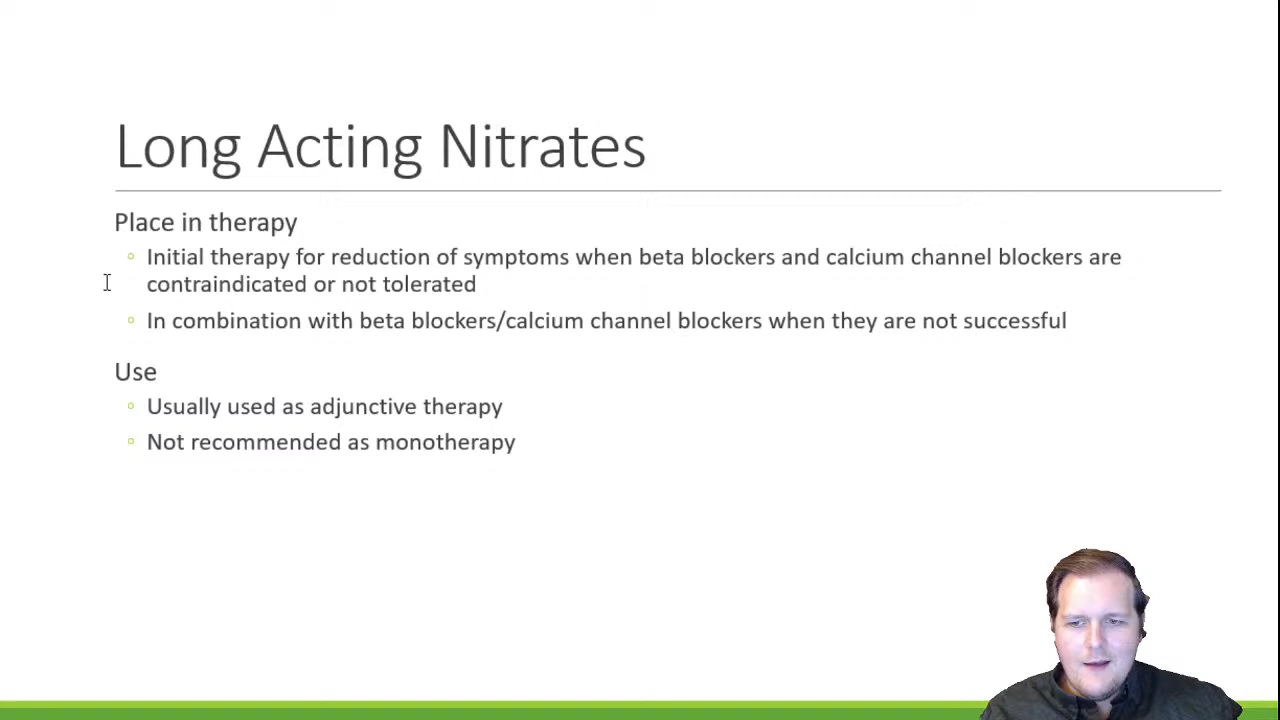 Long Acting Nitrates
Place in therapy
Initial therapy for reduction of symptoms when beta blockers and calcium channel blockers are
contraindicated or not tolerated
In combination with beta blockers/calcium channel blockers when they are not successful
Use
Usually used as adjunctive therapy
Not recommended as monotherapy